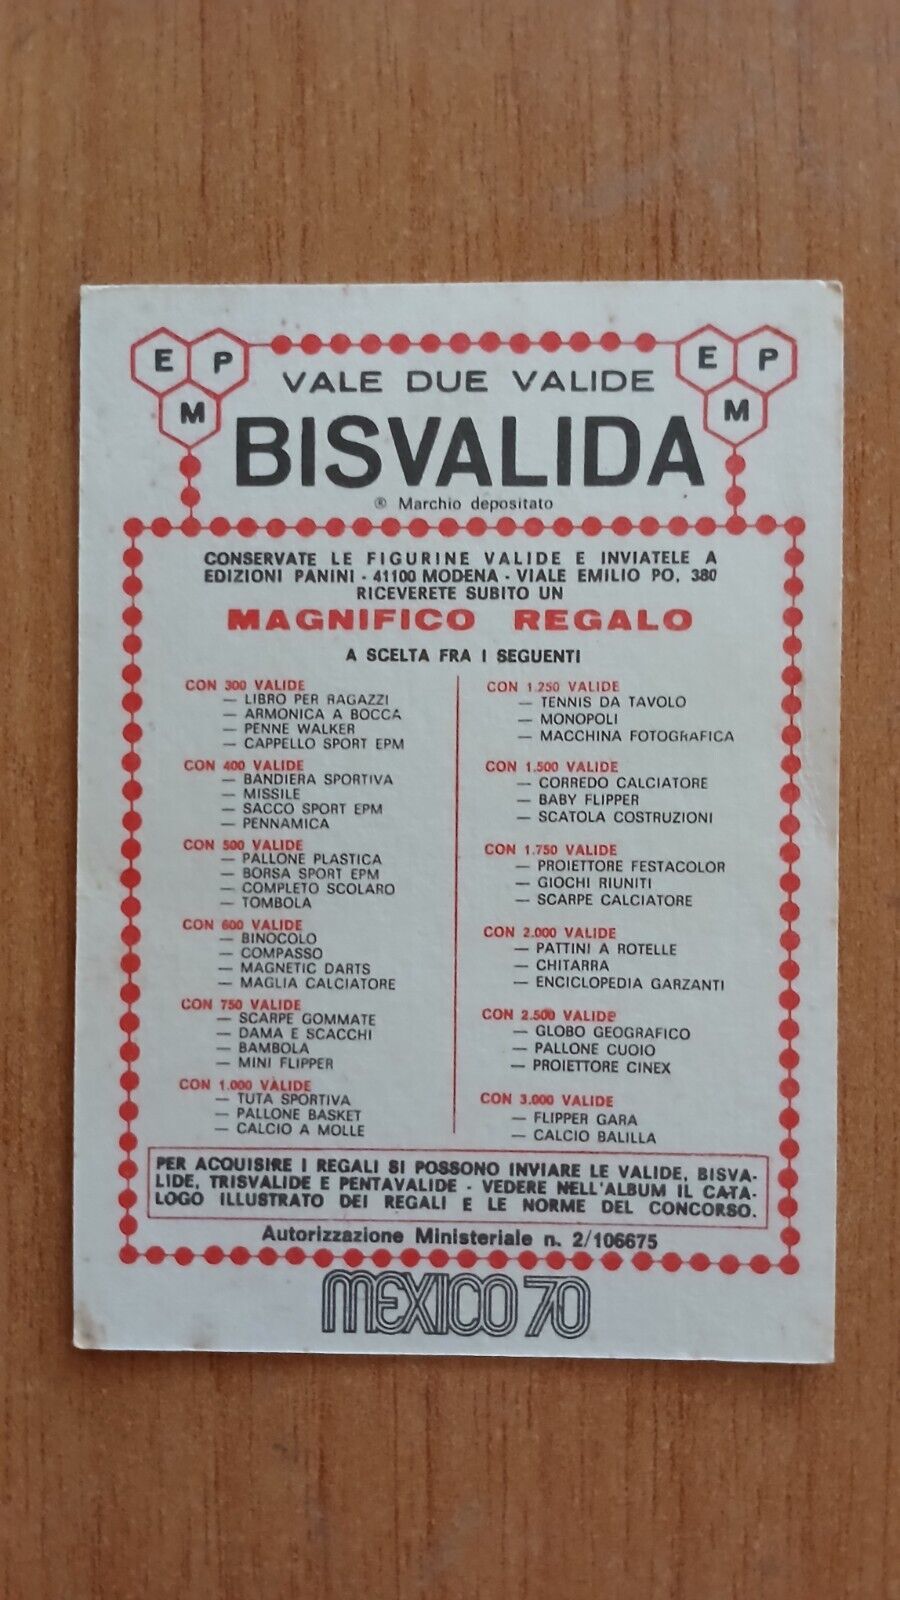 E P E P
M M
VALE DUE VALIDE
BISVALIDA
® Marchio depositato
CONSERVATE LE FIGURINE VALIDE E INVIATELE A
EDIZIONI PANINI - 41100 MODENA - VIALE EMILIO PO, 380
RICEVERETE SUBITO UN
MAGNIFICO REGALO
A SCELTA FRA I SEGUENTI
CON 300 VALIDE
— LIBRO PER RAGAZZI
— ARMONICA A BOCCA
— PENNE WALKER
— CAPPELLO SPORT EPM
CON 400 VALIDE
— BANDIERA SPORTIVA
— MISSILE
— SACCO SPORT EPM
— PENNAMICA
CON 500 VALIDE
— PALLONE PLASTICA
— BORSA SPORT EPM
— COMPLETO SCOLARO
— TOMBOLA
CON 600 VALIDE
— BINOCOLO
— COMPASSO
— MAGNETIC DARTS
— MAGLIA CALCIATORE
CON 750 VALIDE
— SCARPE GOMMATE
— DAMA E SCACCHI
— BAMBOLA
— MINI FLIPPER
CON 1.000 VALIDE
— TUTA SPORTIVA
— PALLONE BASKET
— CALCIO A MOLLE
CON 1.250 VALIDE
— TENNIS DA TAVOLO
— MONOPOLI
— MACCHINA FOTOGRAFICA
CON 1.500 VALIDE
— CORREDO CALCIATORE
— BABY FLIPPER
— SCATOLA COSTRUZIONI
CON 1.750 VALIDE
— PROIETTORE FESTACOLOR
— GIOCHI RIUNITI
— SCARPE CALCIATORE
CON 2.000 VALIDE
— PATTINI A ROTELLE
— CHITARRA
— ENCICLOPEDIA GARZANTI
CON 2.500 VALIDE
— GLOBO GEOGRAFICO
— PALLONE CUOIO
— PROIETTORE CINEX
CON 3.000 VALIDE
— FLIPPER GARA
— CALCIO BALILLA
PER ACQUISIRE I REGALI SI POSSONO INVIARE LE VALIDE, BISVA-
LIDE, TRISVALIDE E PENTAVALIDE - VEDERE NELL'ALBUM IL CATA-
LOGO ILLUSTRATO DEI REGALI E LE NORME DEL CONCORSO.
Autorizzazione Ministeriale n. 2/106675
MEXICO 70